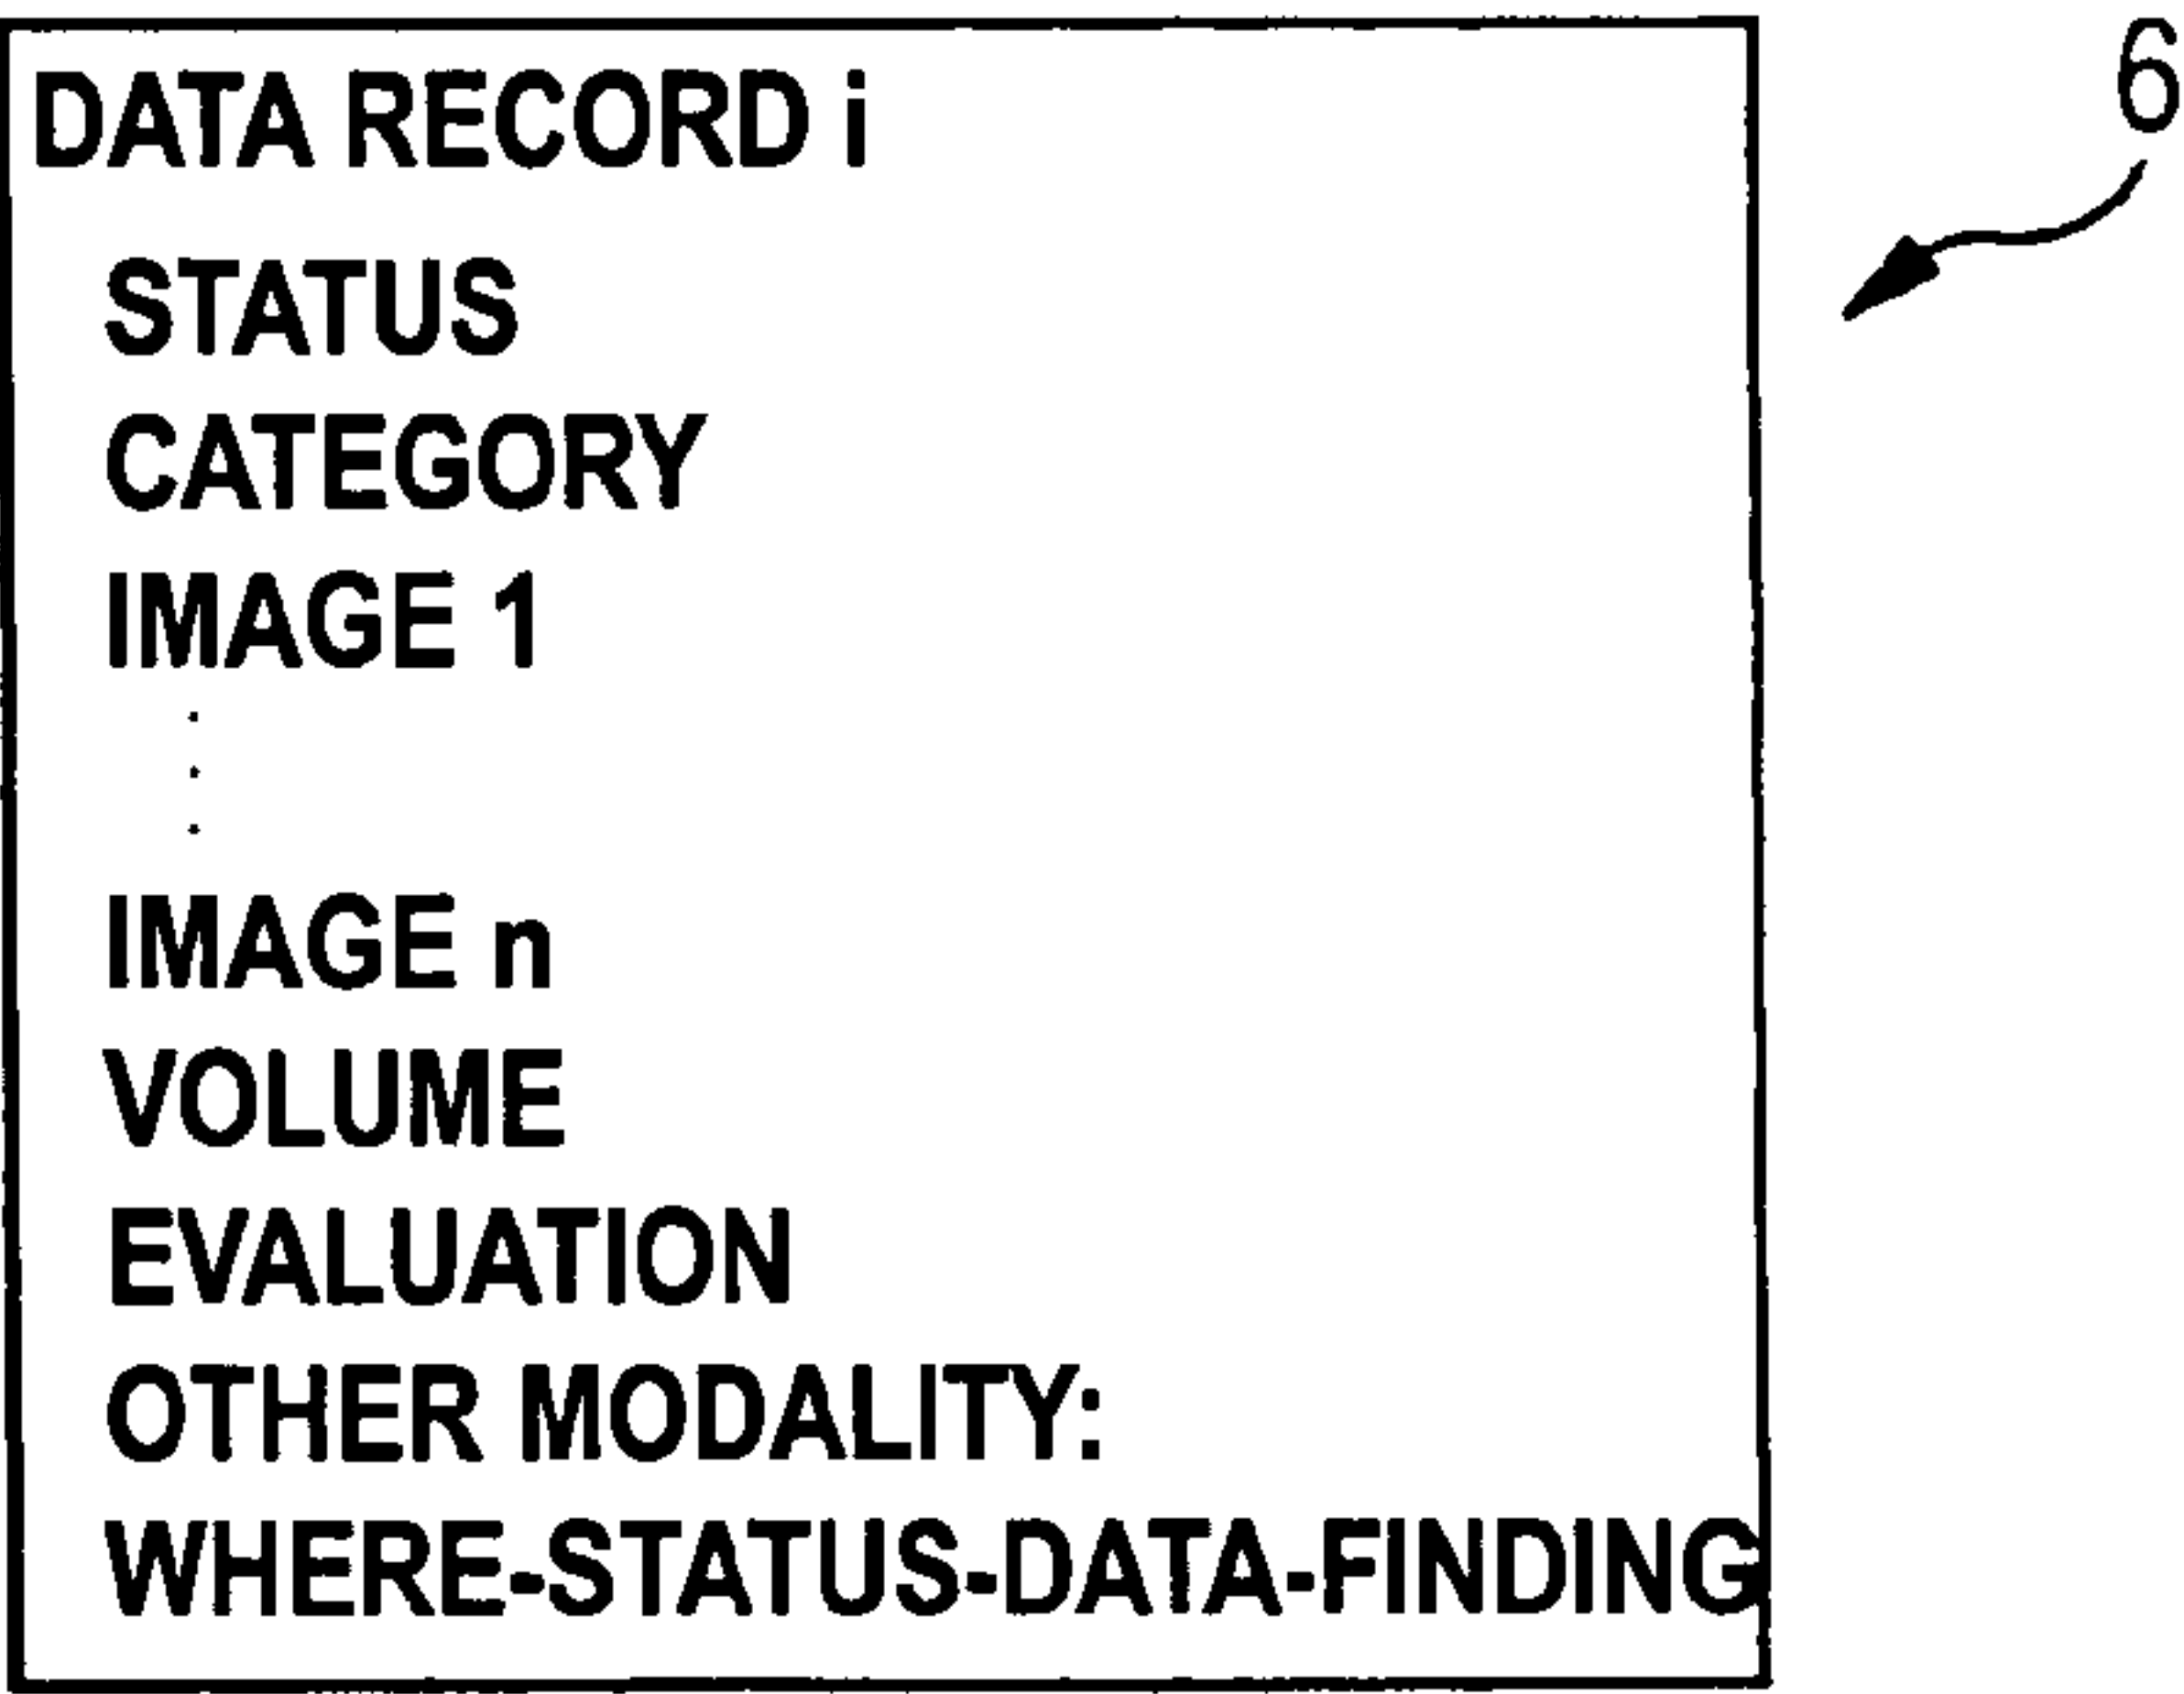 DATA RECORD i
6
STATUS
CATEGORY
IMAGE 1
.
.
.
IMAGE n
VOLUME
EVALUATION
OTHER MODALITY:
WHERE-STATUS-DATA-FINDING